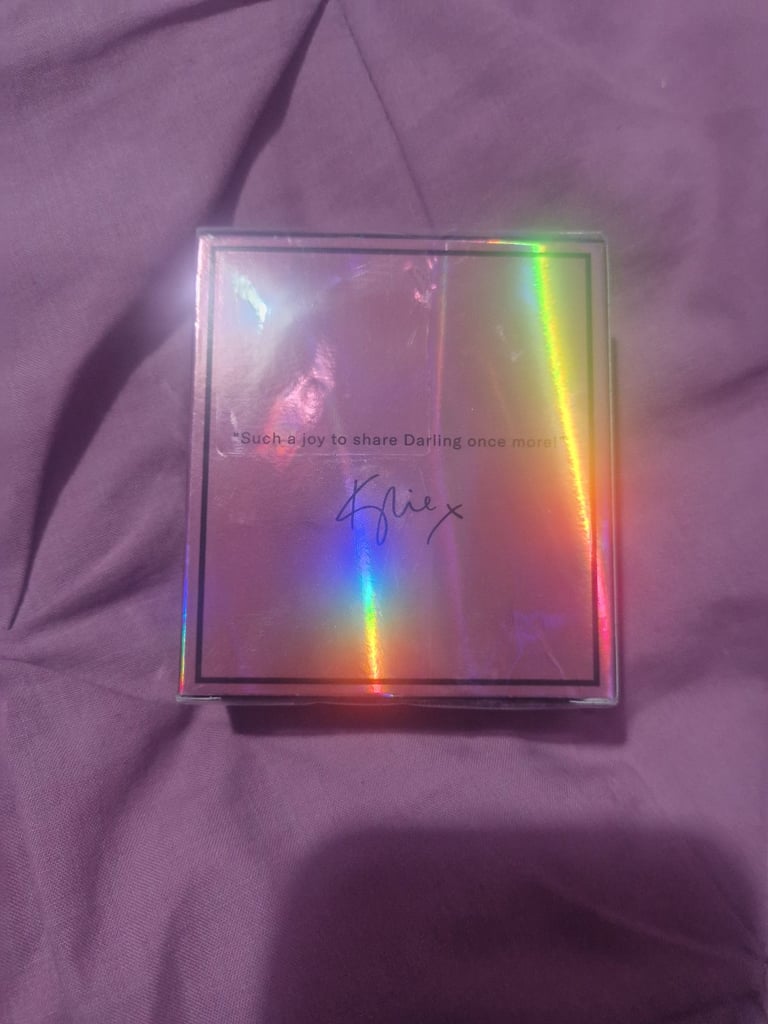 “Such a joy to share Darling once more!”
Kylie x